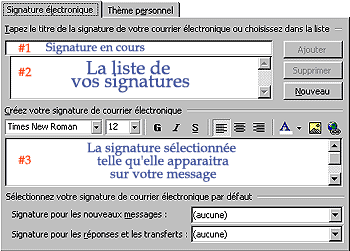 Signature électronique Thème personnel
Tapez le titre de la signature de votre courrier électronique ou choisissez dans la liste
#1 Signature en cours Ajouter
#2 La liste de
vos signatures
Supprimer
Nouveau
Créez votre signature de courrier électronique
Times New Roman 12 G I S A
#3 La signature sélectionnée
telle qu'elle apparaitra
sur votre message
Sélectionnez votre signature de courrier électronique par défaut
Signature pour les nouveaux messages : (aucune)
Signature pour les réponses et les transferts : (aucune)